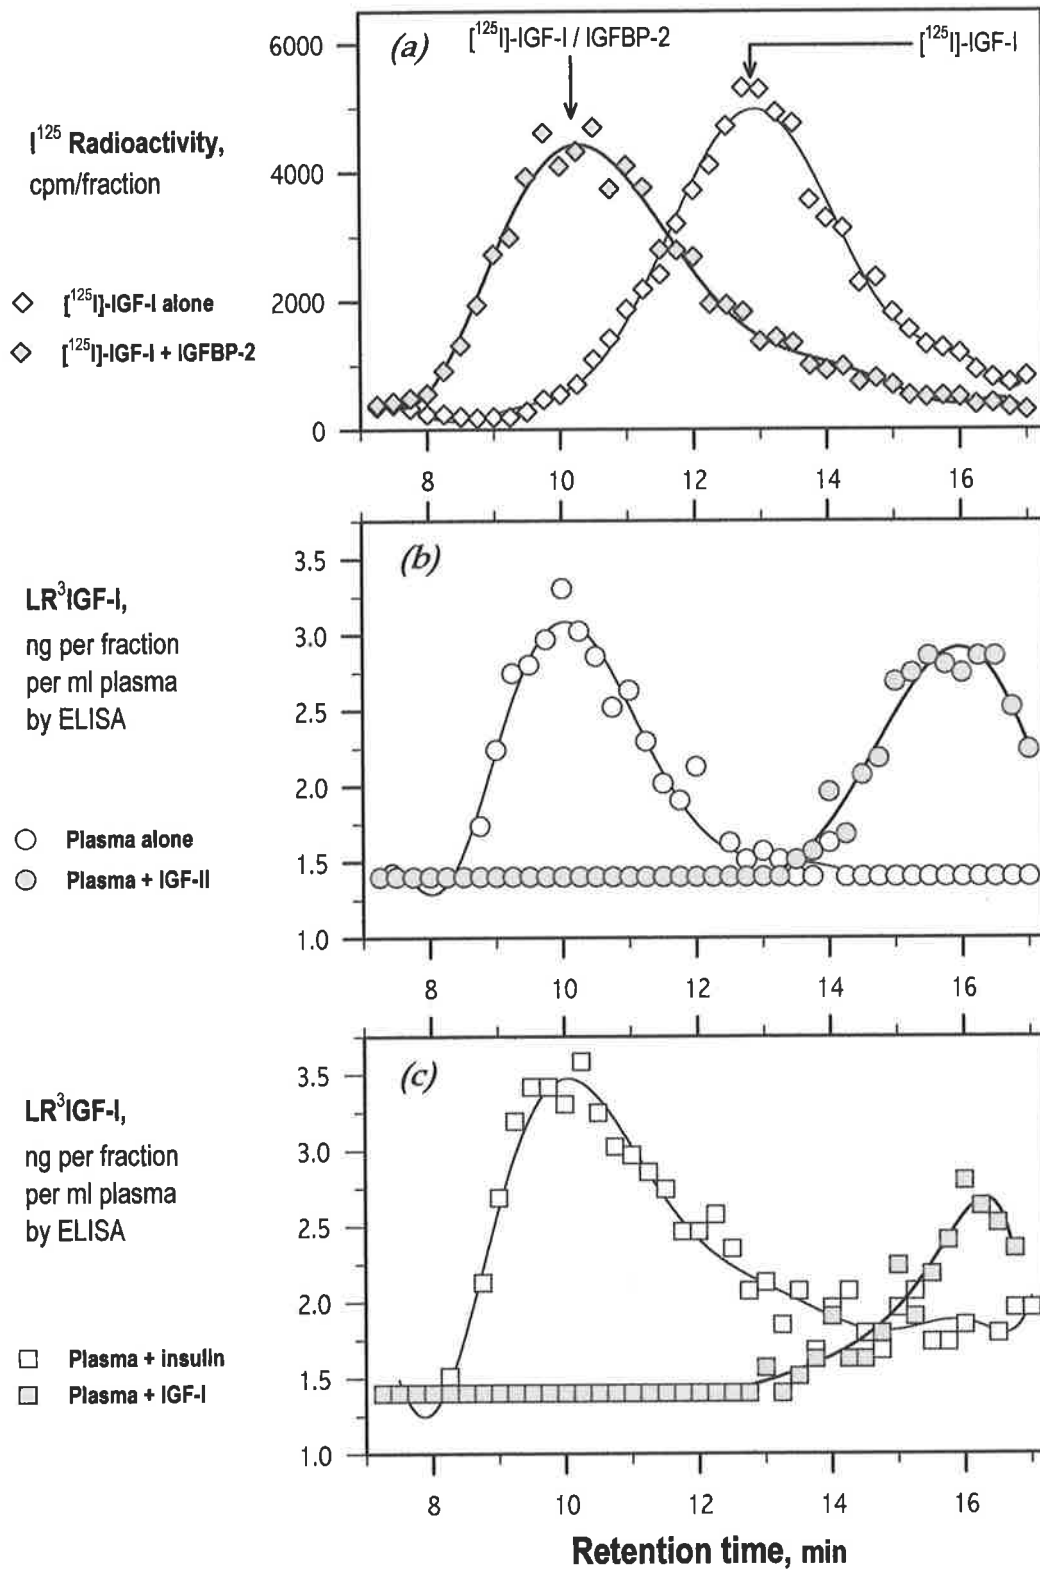 (a)
[¹²⁵I]-IGF-I / IGFBP-2
[¹²⁵I]-IGF-I
I¹²⁵ Radioactivity,
cpm/fraction
[¹²⁵I]-IGF-I alone
[¹²⁵I]-IGF-I + IGFBP-2
6000
4000
2000
0
8 10 12 14 16
(b)
LR³IGF-I,
ng per fraction
per ml plasma
by ELISA
Plasma alone
Plasma + IGF-II
3.5
3.0
2.5
2.0
1.5
1.0
8 10 12 14 16
(c)
LR³IGF-I,
ng per fraction
per ml plasma
by ELISA
Plasma + insulin
Plasma + IGF-I
3.5
3.0
2.5
2.0
1.5
1.0
8 10 12 14 16
Retention time, min